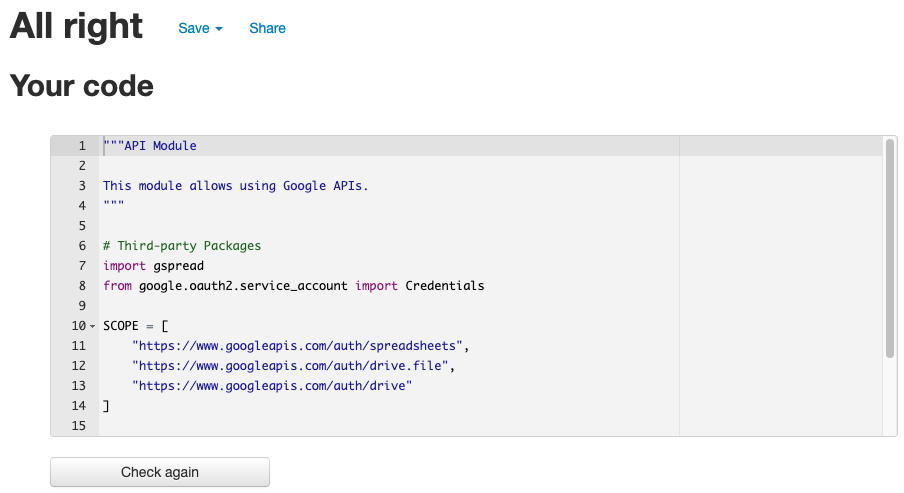 All right Save Share
Your code
1 """API Module
2
3 This module allows using Google APIs.
4 """
5
6 # Third-party Packages
7 import gspread
8 from google.oauth2.service_account import Credentials
9
10 SCOPE = [
11 "https://www.googleapis.com/auth/spreadsheets",
12 "https://www.googleapis.com/auth/drive.file",
13 "https://www.googleapis.com/auth/drive"
14 ]
15
Check again